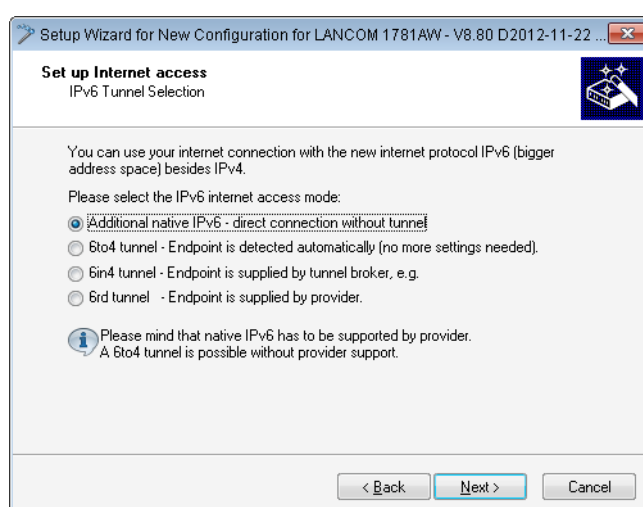 Setup Wizard for New Configuration for LANCOM 1781AW - V8.80 D2012-11-22 ...
Set up Internet access
IPv6 Tunnel Selection
You can use your internet connection with the new internet protocol IPv6 (bigger
address space) besides IPv4.
Please select the IPv6 internet access mode:
Additional native IPv6 - direct connection without tunnel
6to4 tunnel - Endpoint is detected automatically (no more settings needed).
6in4 tunnel - Endpoint is supplied by tunnel broker, e.g.
6rd tunnel - Endpoint is supplied by provider.
Please mind that native IPv6 has to be supported by provider.
A 6to4 tunnel is possible without provider support.
< Back Next > Cancel